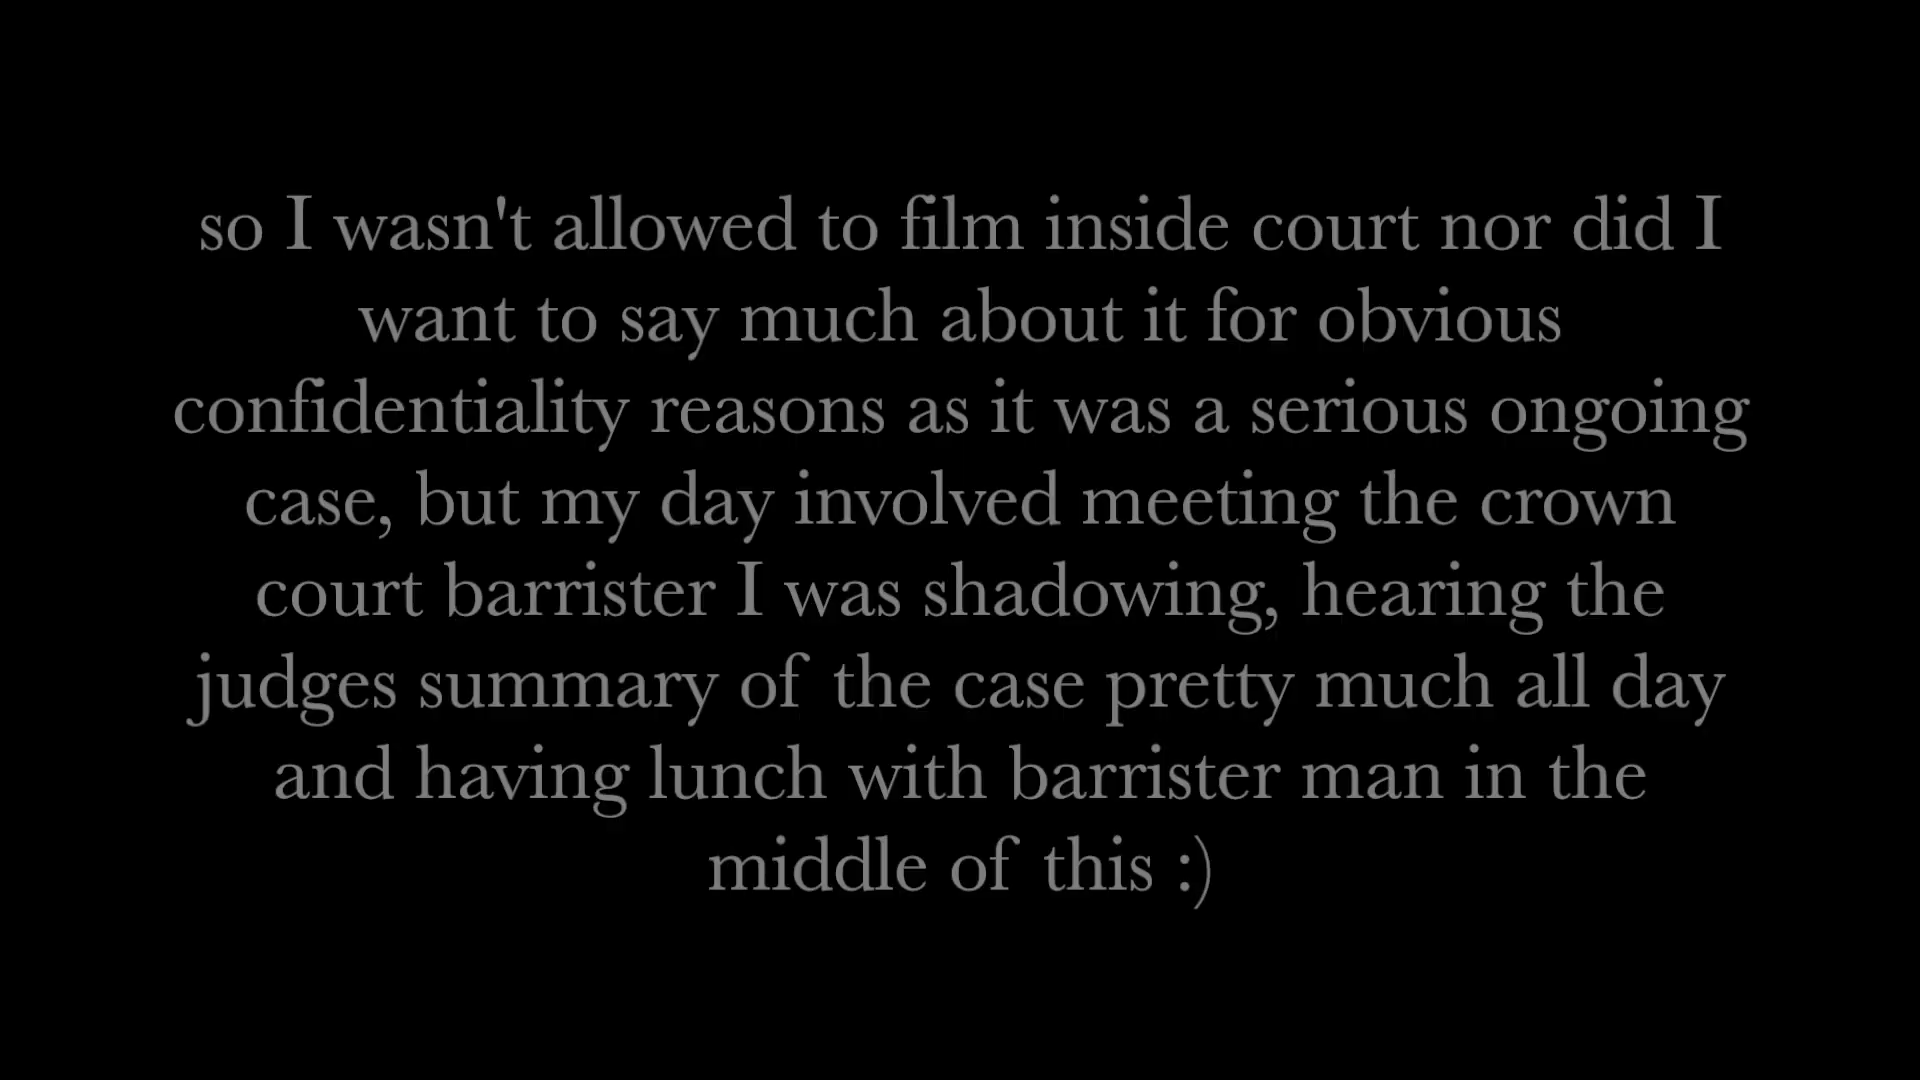 so I wasn't allowed to film inside court nor did I
want to say much about it for obvious
confidentiality reasons as it was a serious ongoing
case, but my day involved meeting the crown
court barrister I was shadowing, hearing the
judges summary of the case pretty much all day
and having lunch with barrister man in the
middle of this :)